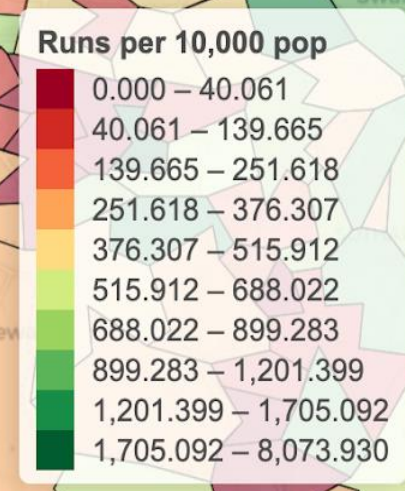 Runs per 10,000 pop
0.000 – 40.061
40.061 – 139.665
139.665 – 251.618
251.618 – 376.307
376.307 – 515.912
515.912 – 688.022
688.022 – 899.283
899.283 – 1,201.399
1,201.399 – 1,705.092
1,705.092 – 8,073.930